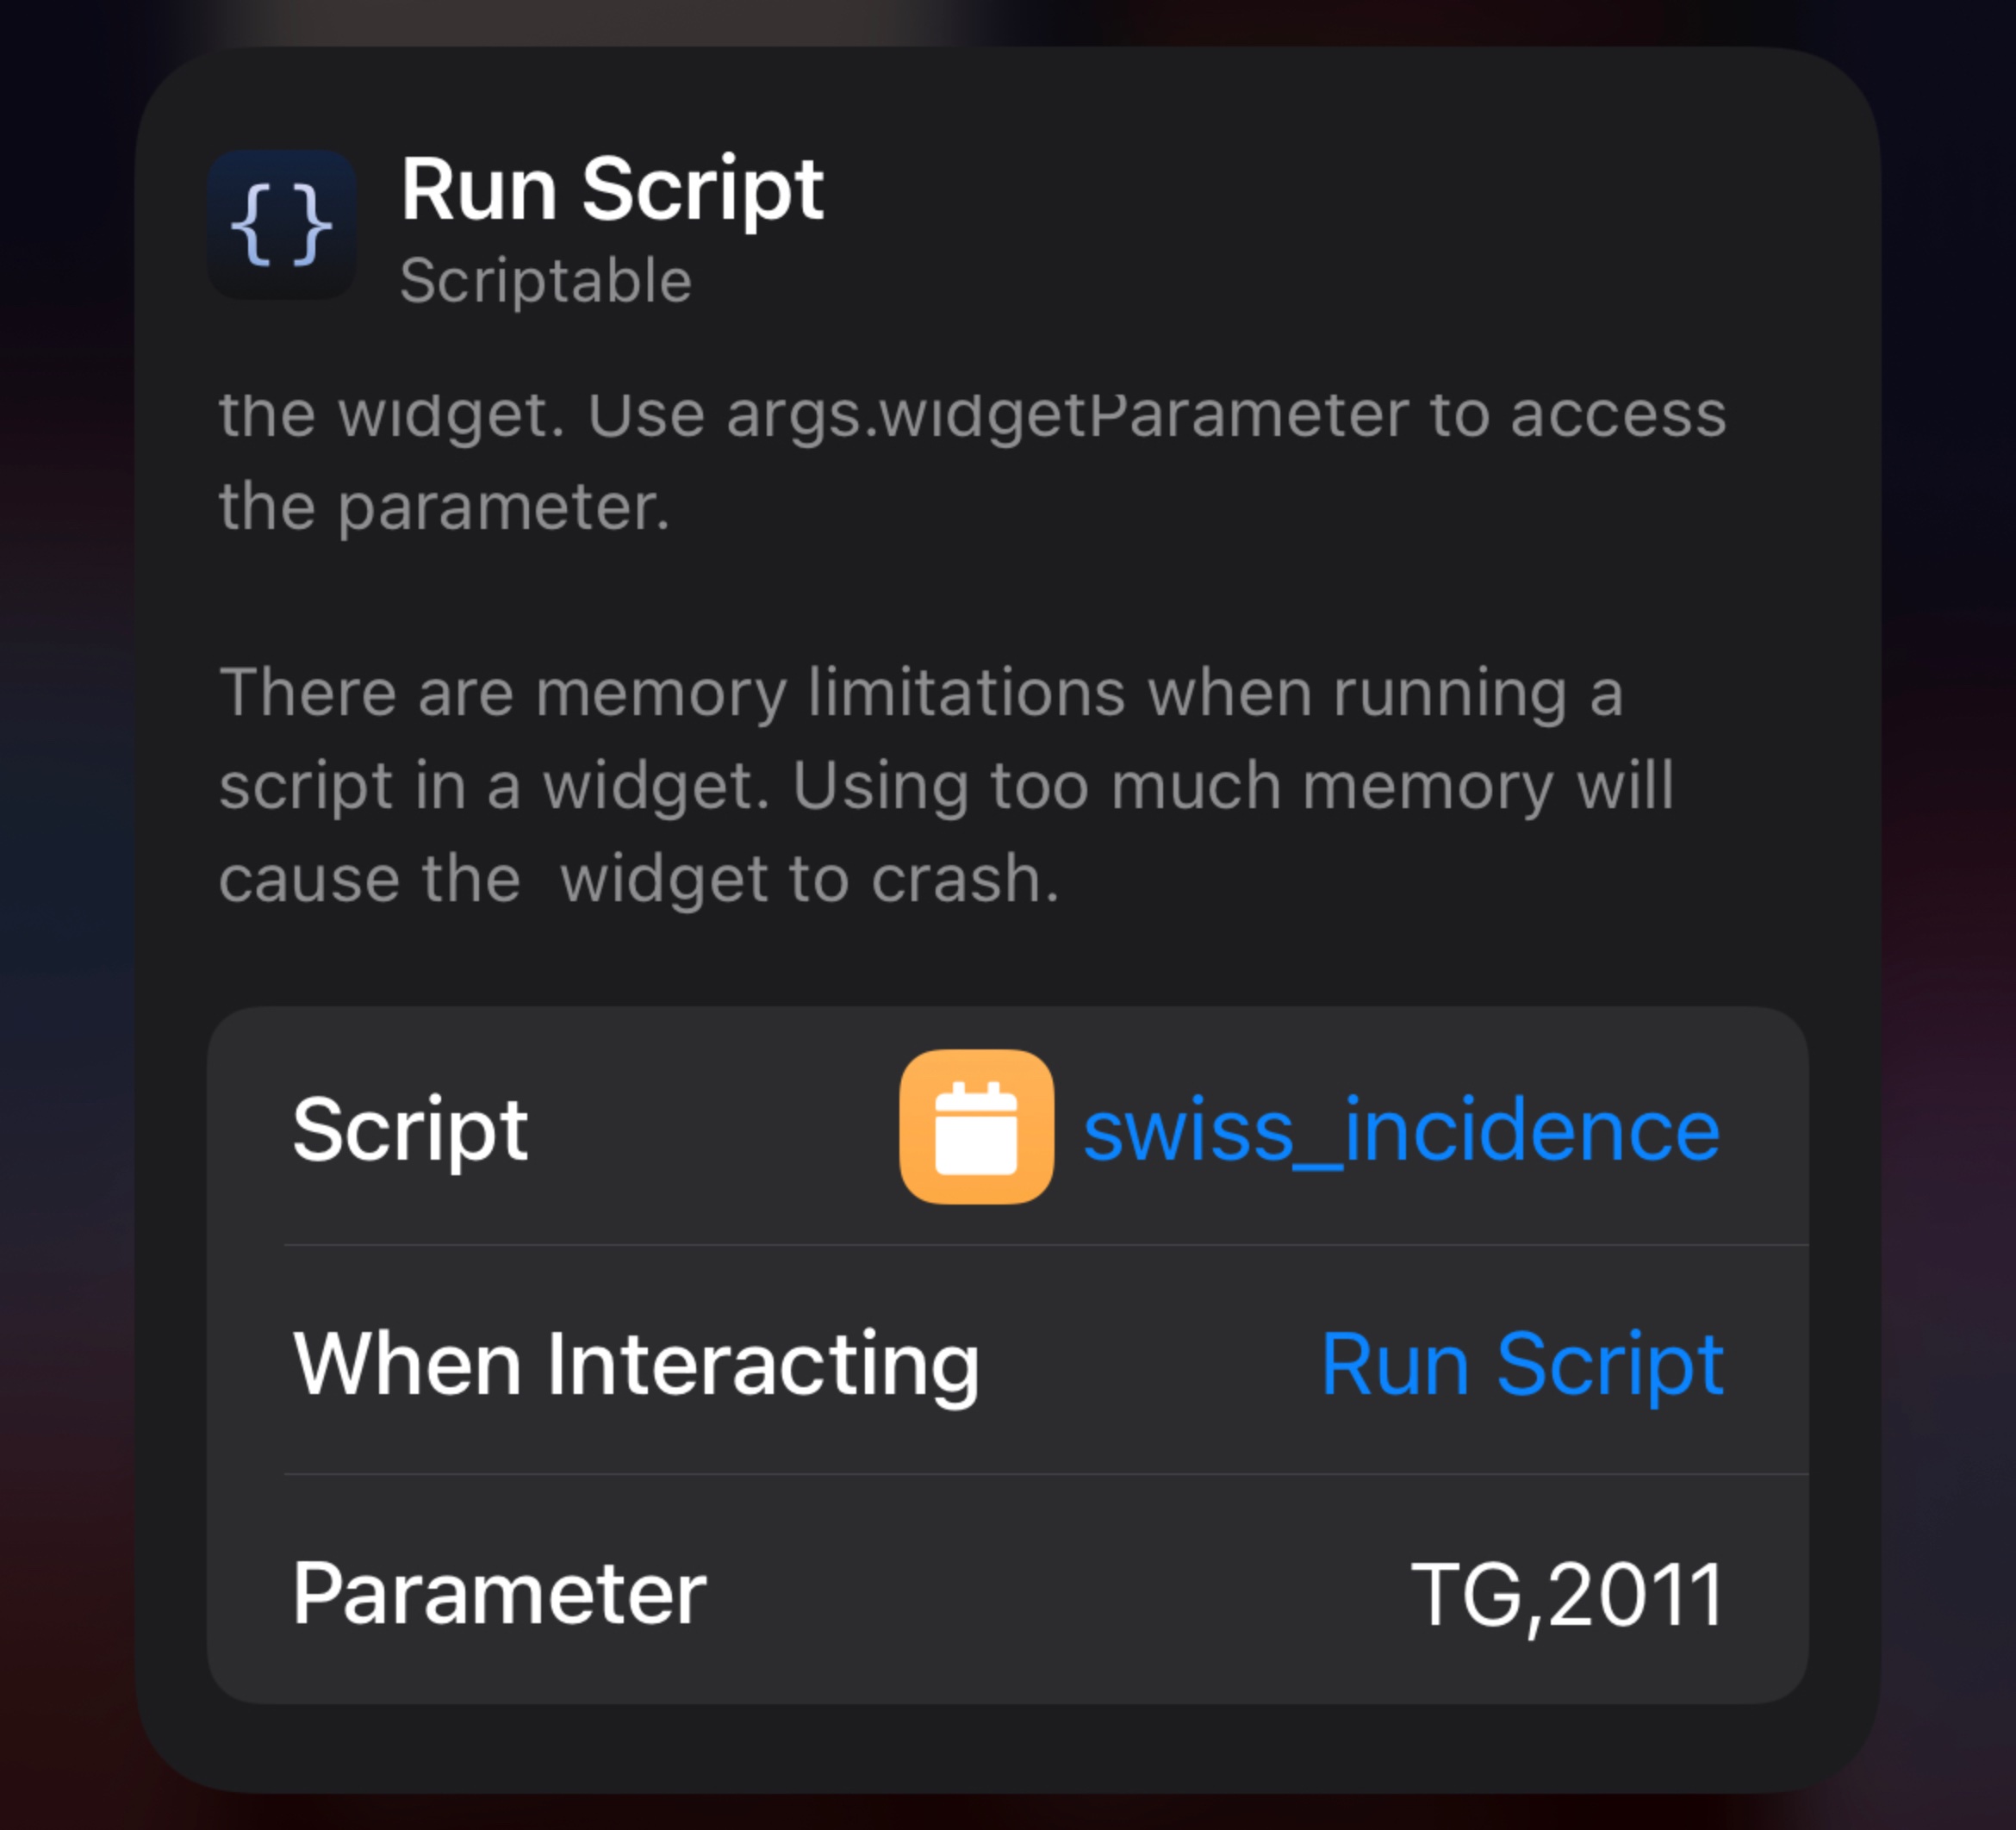 {}
Run Script
Scriptable
the widget. Use args.widgetParameter to access
the parameter.
There are memory limitations when running a
script in a widget. Using too much memory will
cause the  widget to crash.
Script swiss_incidence
When Interacting Run Script
Parameter TG,2011